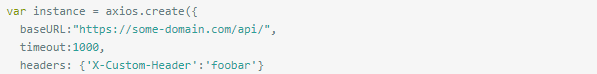 var instance = axios.create({
  baseURL:"https://some-domain.com/api/",
  timeout:1000,
  headers: {'X-Custom-Header':'foobar'}